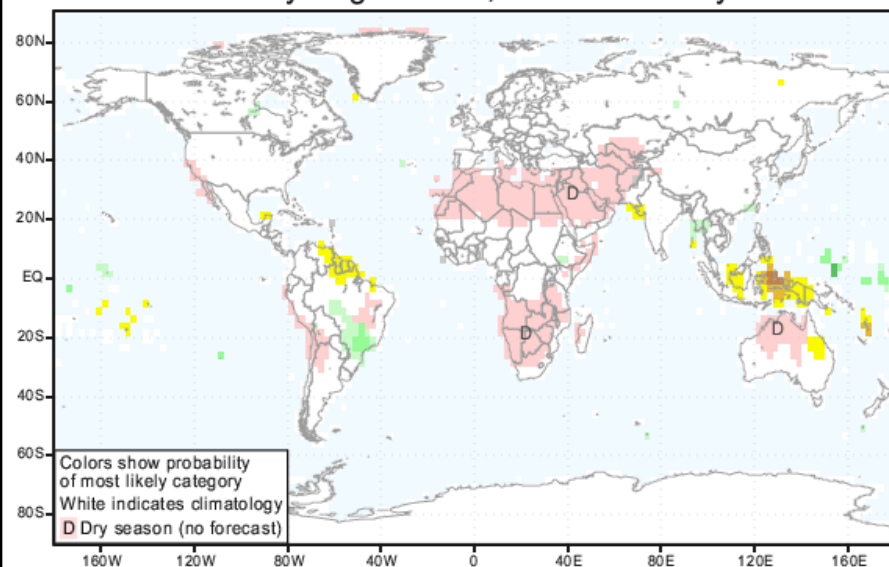 80N
60N
40N
20N
EQ
20S
40S
60S
80S
D
D
D
Colors show probability
of most likely category
White indicates climatology
D Dry season (no forecast)
160W 120W 80W 40W 0 40E 80E 120E 160E